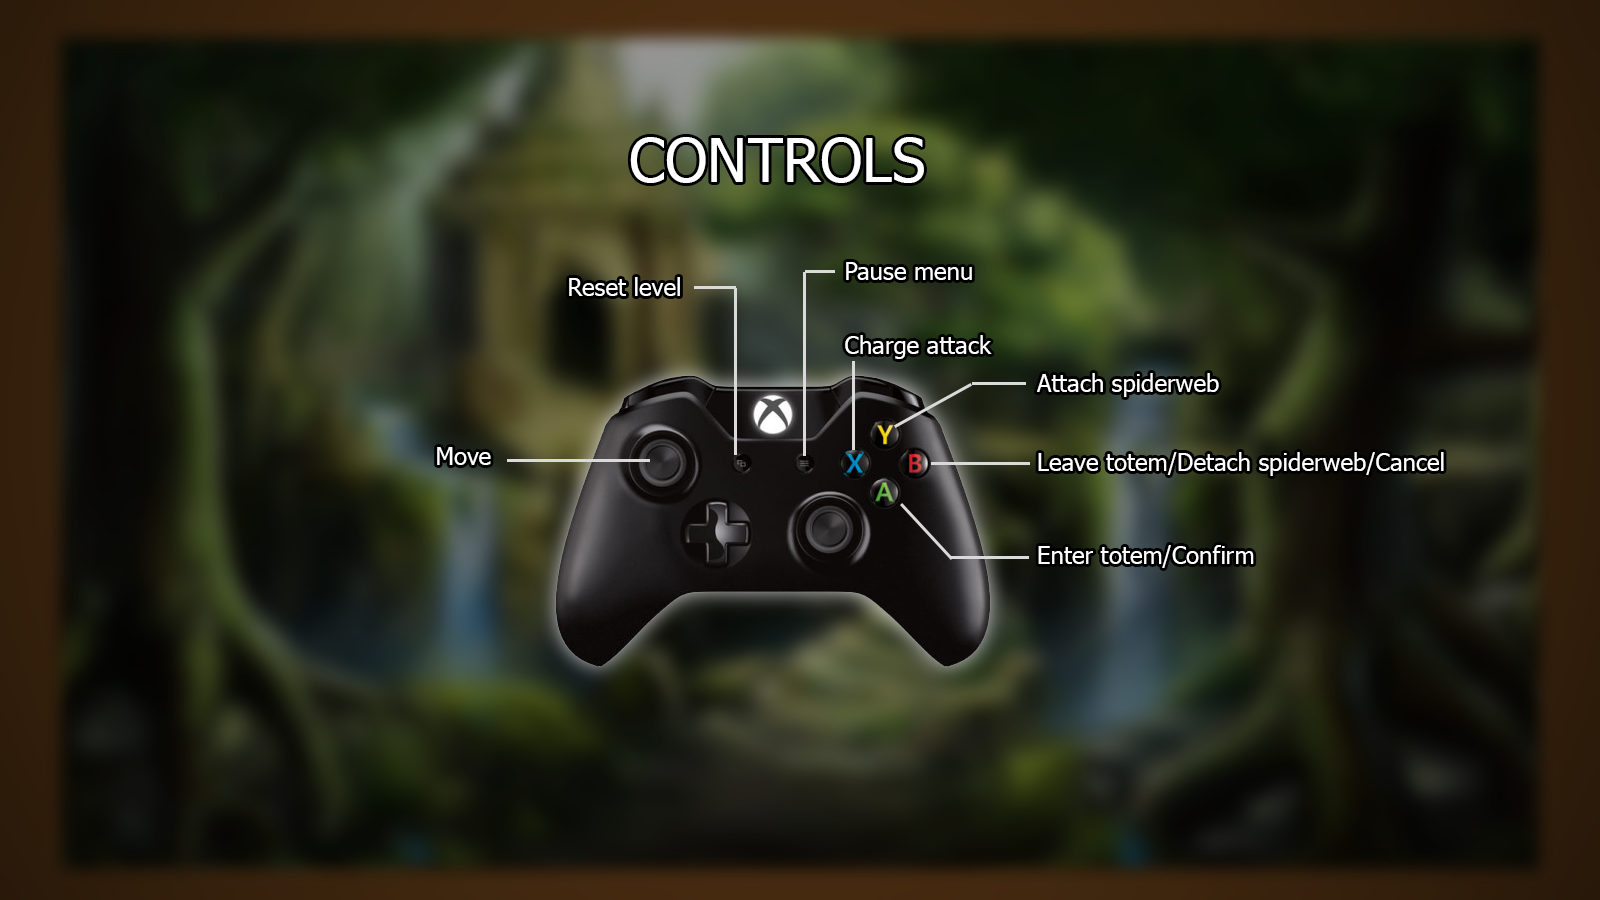 CONTROLS
Pause menu
Reset level
Charge attack
Attach spiderweb
Y
Move
X
B
Leave totem/Detach spiderweb/Cancel
A
Enter totem/Confirm